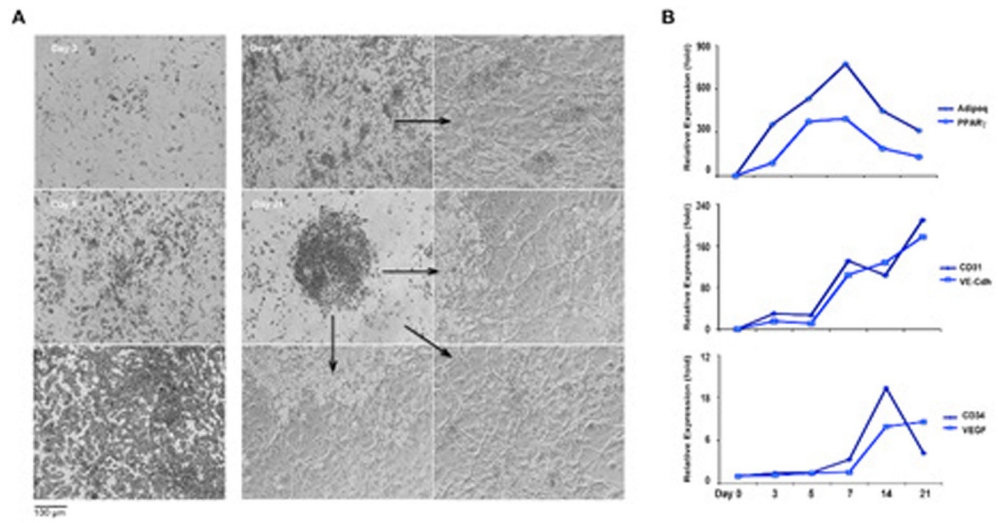 A
B
Day 3
100 µm
Relative Expression (fold)
900
600
300
0
Adipoq
PPARγ
Relative Expression (fold)
240
160
80
0
CD31
VE-Cdh
Relative Expression (fold)
12
18
6
0
CD34
VEGF
Day 0 3 5 7 14 21